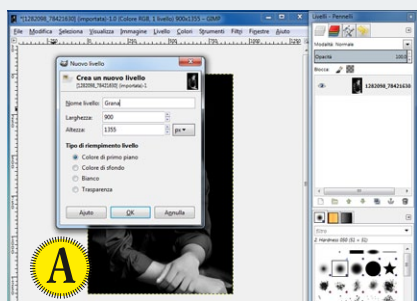 *[1282098_78421630] (importata)-1.0 (Colore RGB, 1 livello) 900x1355 – GIMP
File Modifica Seleziona Visualizza Immagine Livello Colori Strumenti Filtri Finestre Aiuto
Nuovo livello
Crea un nuovo livello
[1282098_78421630] (importata)-1
Nome livello: Grana
Larghezza: 900
Altezza: 1355 px
Tipo di riempimento livello
Colore di primo piano
Colore di sfondo
Bianco
Trasparenza
Aiuto OK Annulla
A
Livelli - Pennelli
Modalità: Normale
Opacità 100,0
Blocca:
1282098_78421630
filtro
2. Hardness 050 (51 × 51)